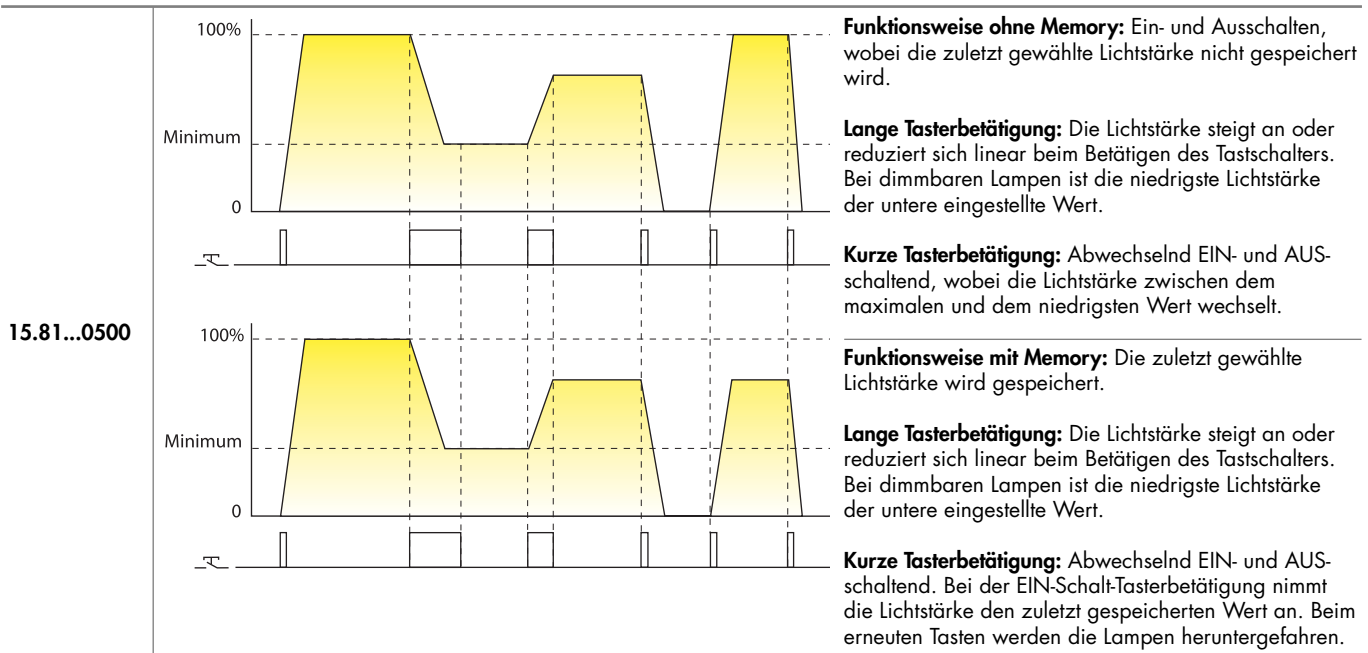 15.81...0500
100%
Minimum
0
Funktionsweise ohne Memory: Ein- und Ausschalten,
wobei die zuletzt gewählte Lichtstärke nicht gespeichert
wird.
Lange Tasterbetätigung: Die Lichtstärke steigt an oder
reduziert sich linear beim Betätigen des Tastschalters.
Bei dimmbaren Lampen ist die niedrigste Lichtstärke
der untere eingestellte Wert.
Kurze Tasterbetätigung: Abwechselnd EIN- und AUS-
schaltend, wobei die Lichtstärke zwischen dem
maximalen und dem niedrigsten Wert wechselt.
100%
Minimum
0
Funktionsweise mit Memory: Die zuletzt gewählte
Lichtstärke wird gespeichert.
Lange Tasterbetätigung: Die Lichtstärke steigt an oder
reduziert sich linear beim Betätigen des Tastschalters.
Bei dimmbaren Lampen ist die niedrigste Lichtstärke
der untere eingestellte Wert.
Kurze Tasterbetätigung: Abwechselnd EIN- und AUS-
schaltend. Bei der EIN-Schalt-Tasterbetätigung nimmt
die Lichtstärke den zuletzt gespeicherten Wert an. Beim
erneuten Tasten werden die Lampen heruntergefahren.